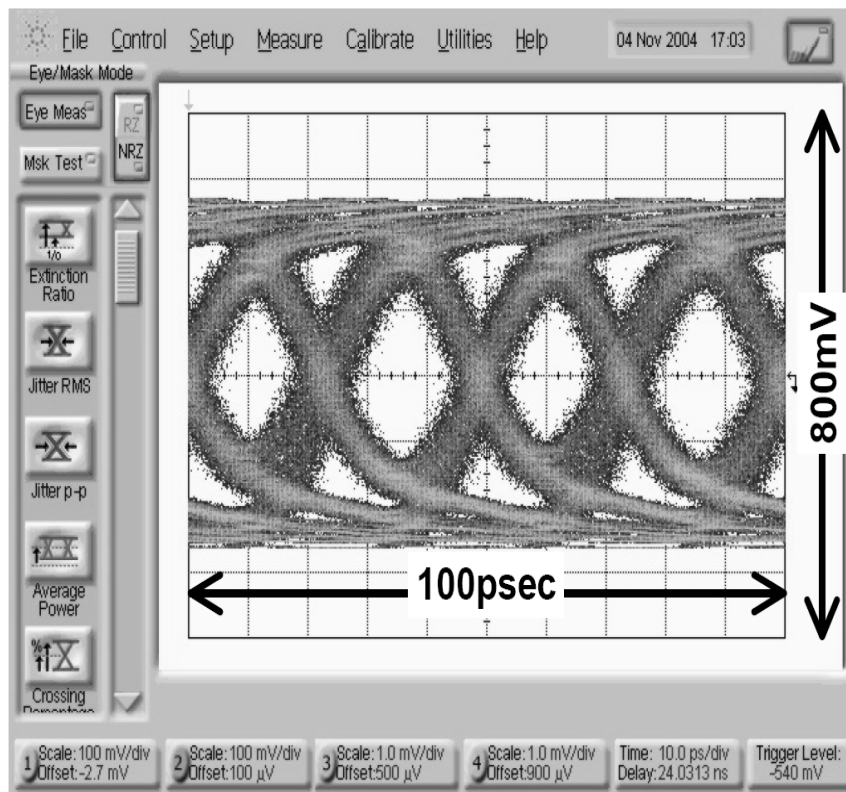 File Control Setup Measure Calibrate Utilities Help 04 Nov 2004 17:03
Eye/Mask Mode
Eye Meas
RZ
NRZ
Msk Test
1/0
Extinction
Ratio
Jitter RMS
Jitter p-p
Average
Power
%
Crossing
Percentage
800mV
100psec
1 Scale: 100 mV/div
Offset:-2.7 mV
2 Scale: 100 mV/div
Offset:100 μV
3 Scale: 1.0 mV/div
Offset:500 μV
4 Scale: 1.0 mV/div
Offset:900 μV
Time: 10.0 ps/div
Delay:24.0313 ns
Trigger Level:
-540 mV